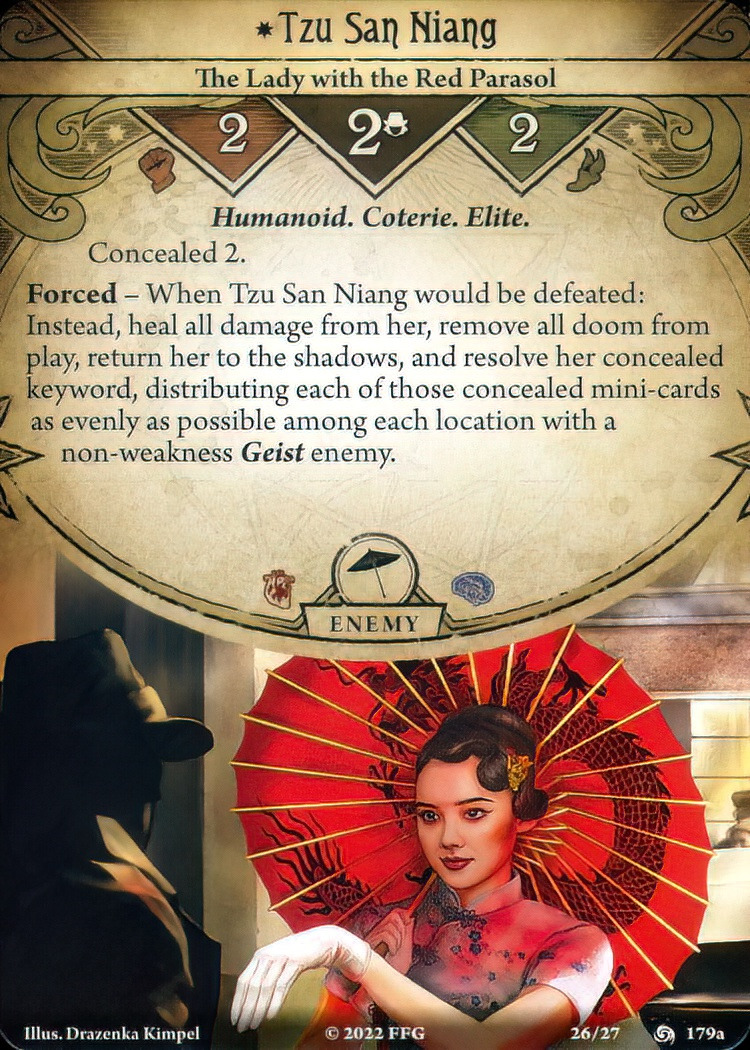 Tzu San Niang
The Lady with the Red Parasol
2 2 2
Humanoid. Coterie. Elite.
Concealed 2.
Forced – When Tzu San Niang would be defeated:
Instead, heal all damage from her, remove all doom from
play, return her to the shadows, and resolve her concealed
keyword, distributing each of those concealed mini-cards
as evenly as possible among each location with a
non-weakness Geist enemy.
ENEMY
Illus. Drazenka Kimpel © 2022 FFG 26/27 179a